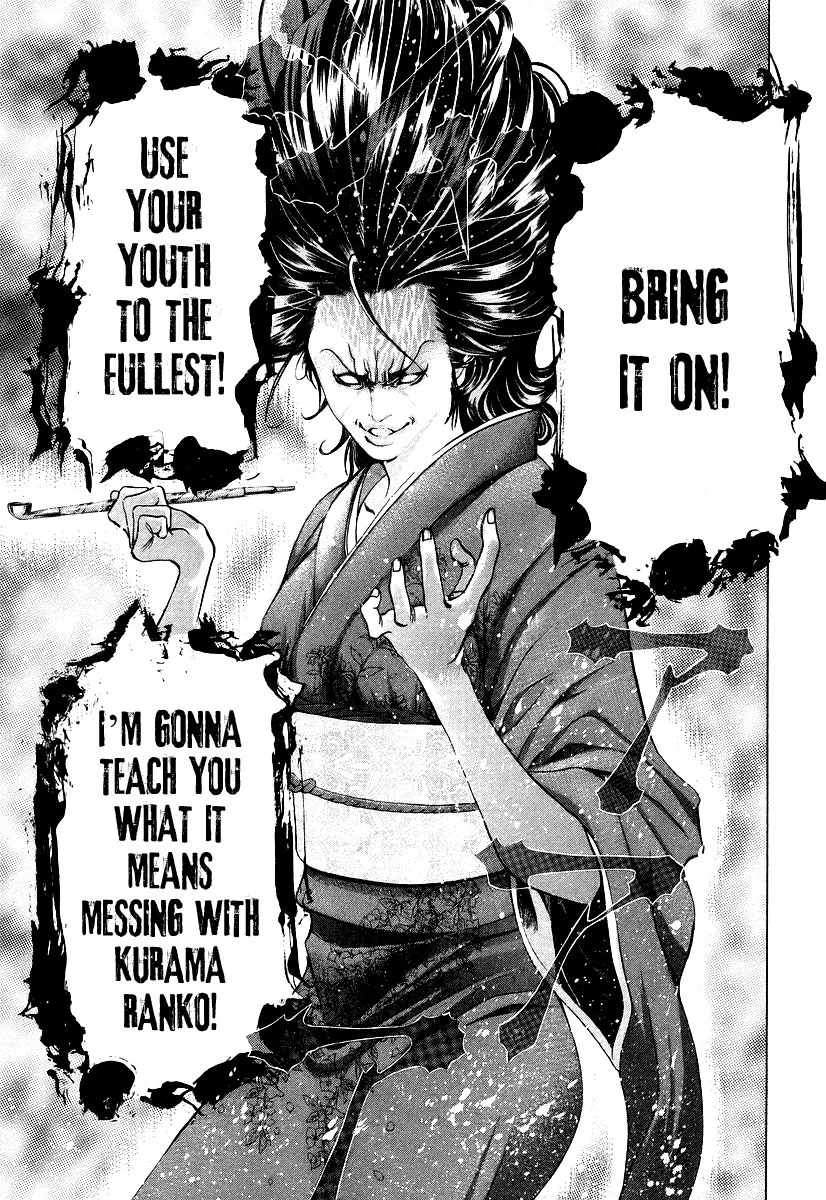 BRING
IT ON!
USE
YOUR
YOUTH
TO THE
FULLEST!
I'M GONNA
TEACH YOU
WHAT IT
MEANS
MESSING WITH
KURAMA
RANKO!